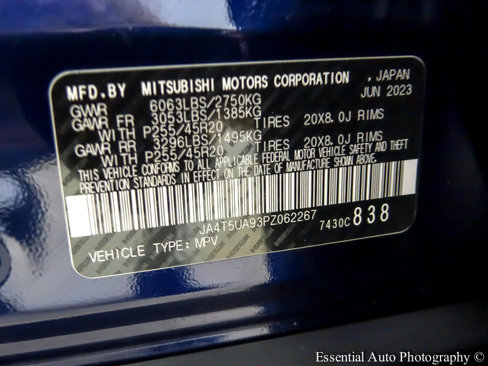 MFD.BY MITSUBISHI MOTORS CORPORATION , JAPAN
GVWR 6063LBS/2750KG JUN 2023
GAWR FR 3053LBS/1385KG
WITH P255/45R20 TIRES 20X8.0J RIMS
GAWR RR 3296LBS/1495KG
WITH P255/45R20 TIRES 20X8.0J RIMS
THIS VEHICLE CONFORMS TO ALL APPLICABLE FEDERAL MOTOR VEHICLE SAFETY AND THEFT
PREVENTION STANDARDS IN EFFECT ON THE DATE OF MANUFACTURE SHOWN ABOVE.
JA4T5UA93PZ062267 7430C 838
VEHICLE TYPE: MPV
Essential Auto Photography (C)